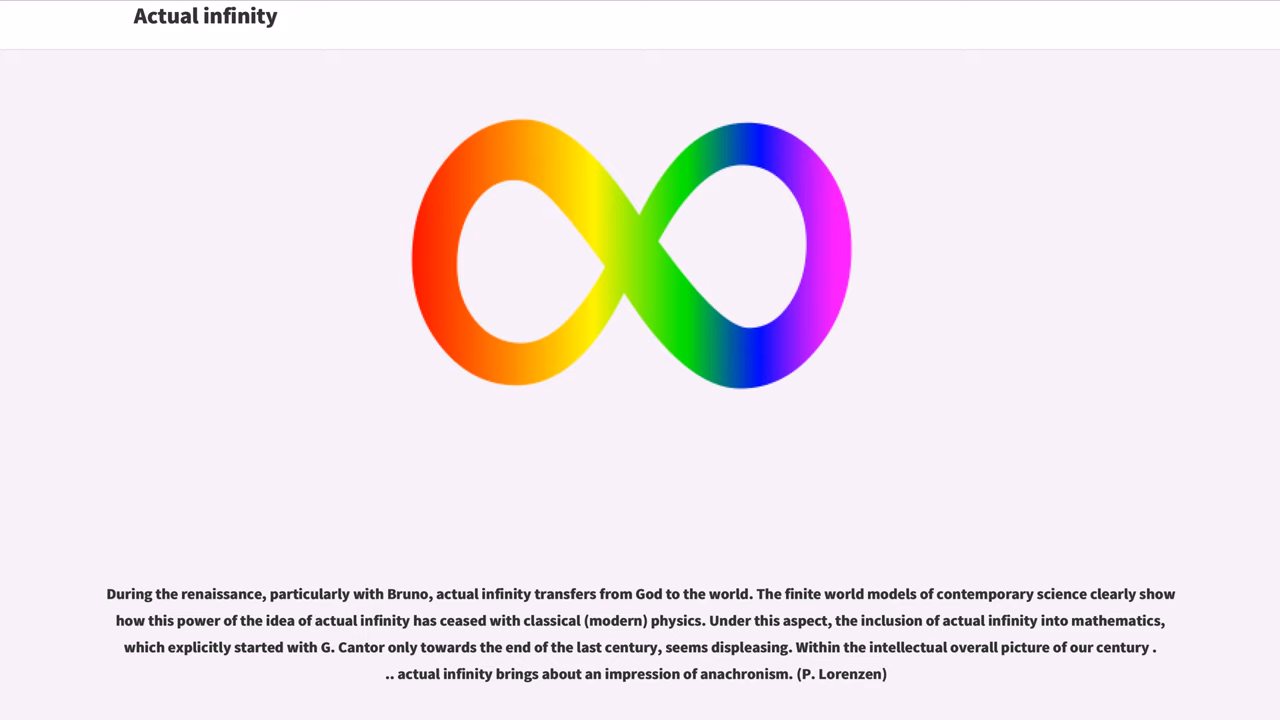 Actual infinity
During the renaissance, particularly with Bruno, actual infinity transfers from God to the world. The finite world models of contemporary science clearly show
how this power of the idea of actual infinity has ceased with classical (modern) physics. Under this aspect, the inclusion of actual infinity into mathematics,
which explicitly started with G. Cantor only towards the end of the last century, seems displeasing. Within the intellectual overall picture of our century .
.. actual infinity brings about an impression of anachronism. (P. Lorenzen)